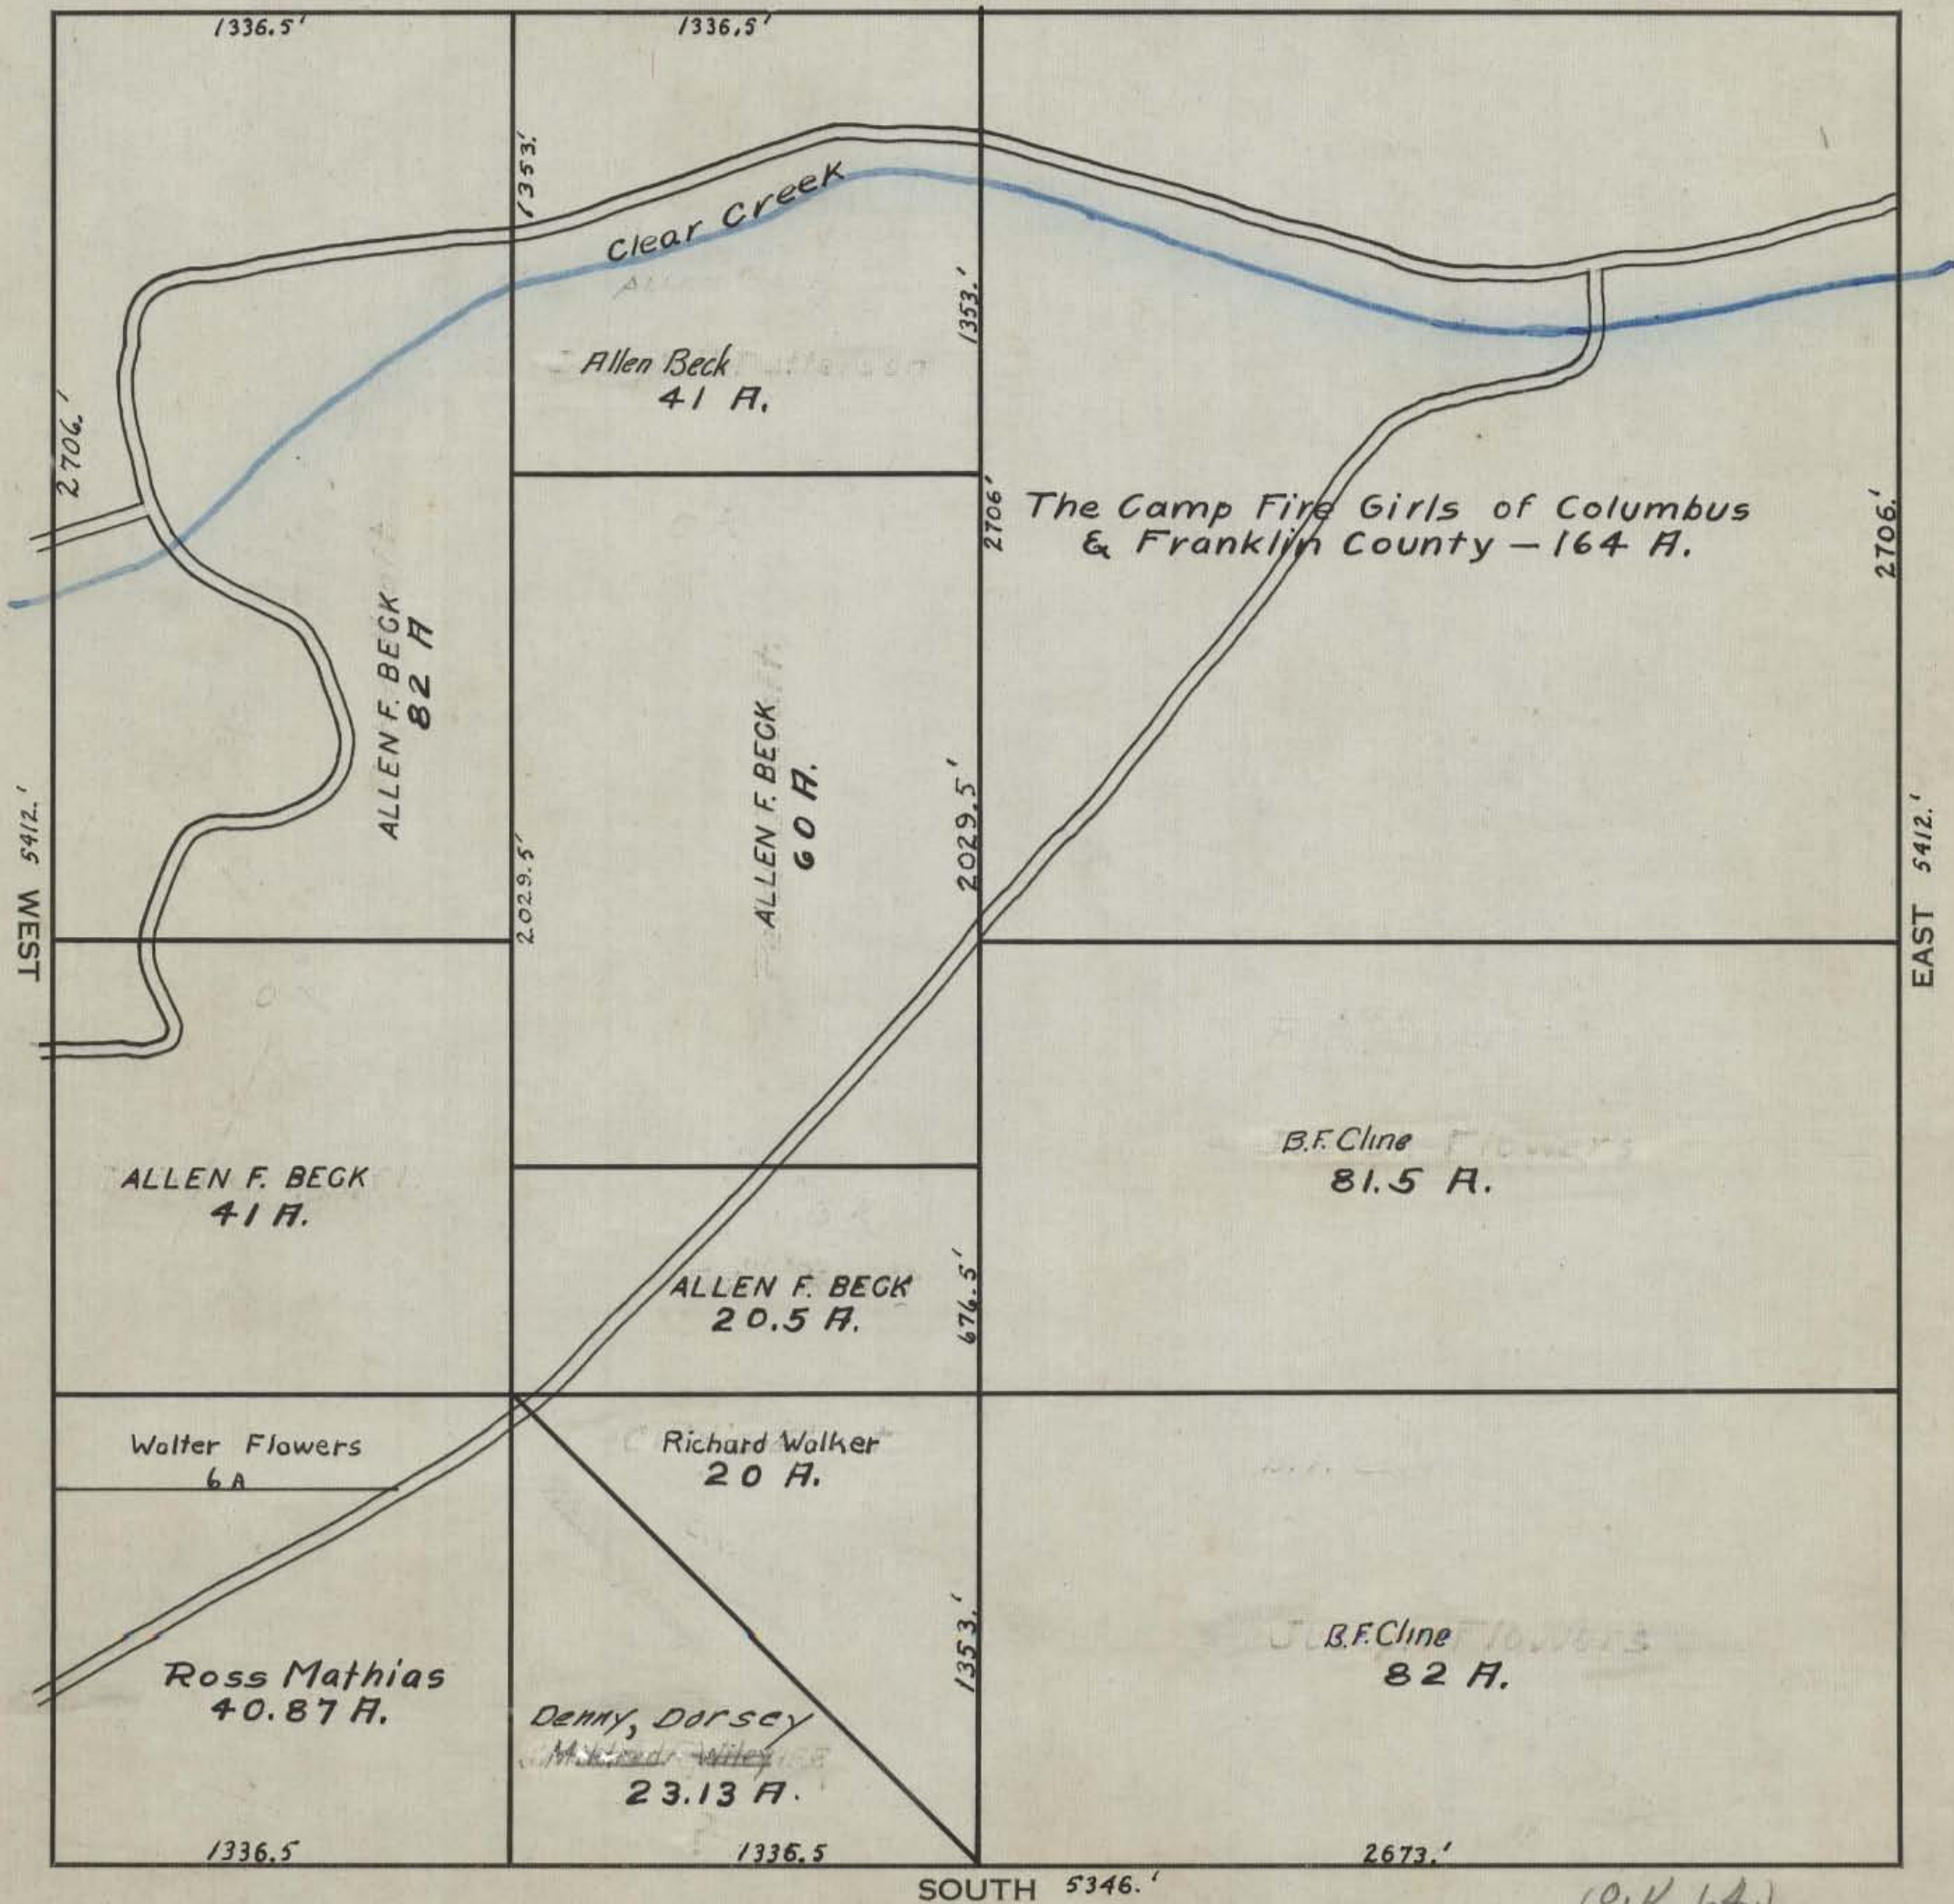 1336.5'
1336.5'
1353.'
Clear Creek
1353.'
Allen Beck
41 A.
2706.'
2706'
The Camp Fire Girls of Columbus
& Franklin County — 164 A.
2706.'
ALLEN F. BECK
82 A
ALLEN F. BECK
60 A.
2029.5'
2029.5'
WEST 5412.'
EAST 5412.'
ALLEN F. BECK
41 A.
B.F. Cline
81.5 A.
ALLEN F. BECK
20.5 A.
676.5'
Walter Flowers
6 A
Richard Walker
20 A.
1353.'
Ross Mathias
40.87 A.
Denny, Dorsey
23.13 A.
B.F. Cline
82 A.
1336.5
1336.5
2673.'
SOUTH 5346.'